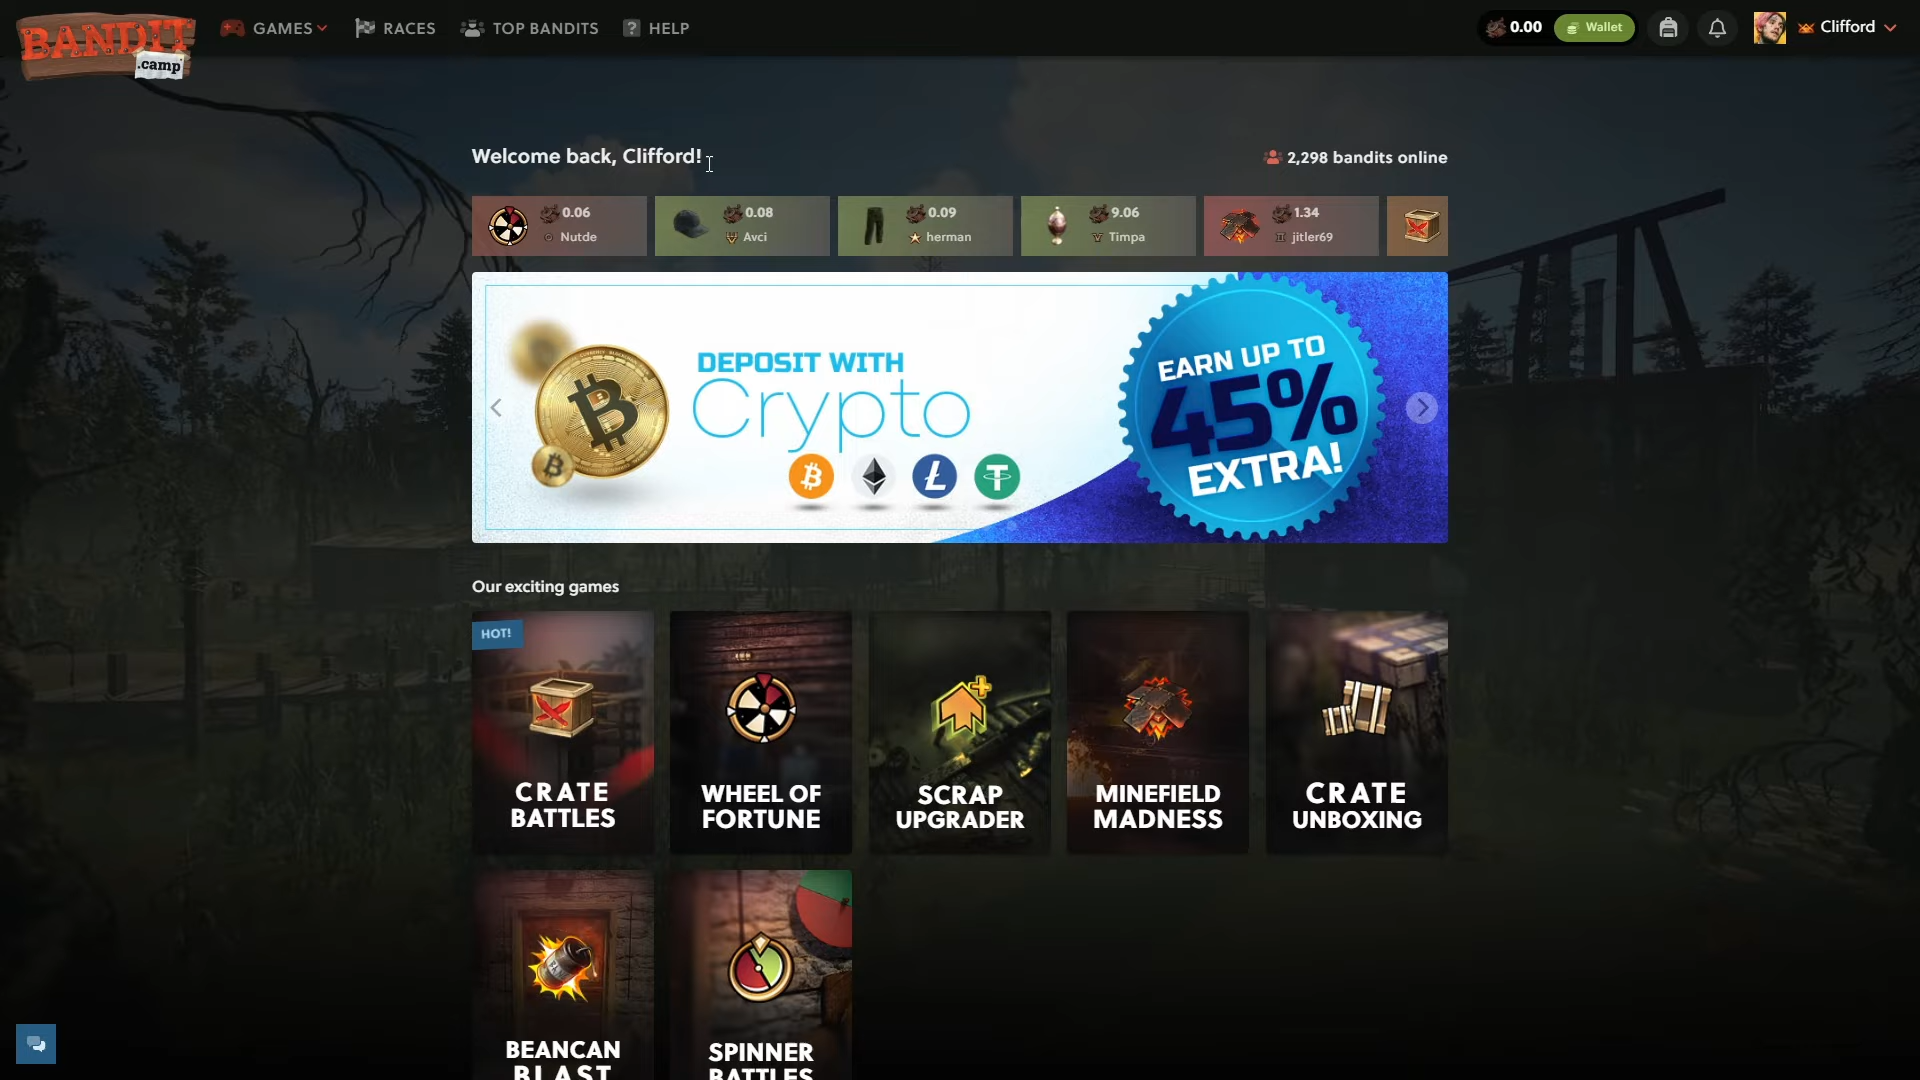 BANDIT
.camp
GAMES
RACES
TOP BANDITS
HELP
0.00
Wallet
Clifford
Welcome back, Clifford!
2,298 bandits online
0.06
Nutde
0.08
Avci
0.09
herman
9.06
Timpa
1.34
jitler69
DEPOSIT WITH
Crypto
EARN UP TO
45%
EXTRA!
Our exciting games
HOT!
CRATE
BATTLES
WHEEL OF
FORTUNE
SCRAP
UPGRADER
MINEFIELD
MADNESS
CRATE
UNBOXING
BEANCAN
BLAST
SPINNER
BATTLES